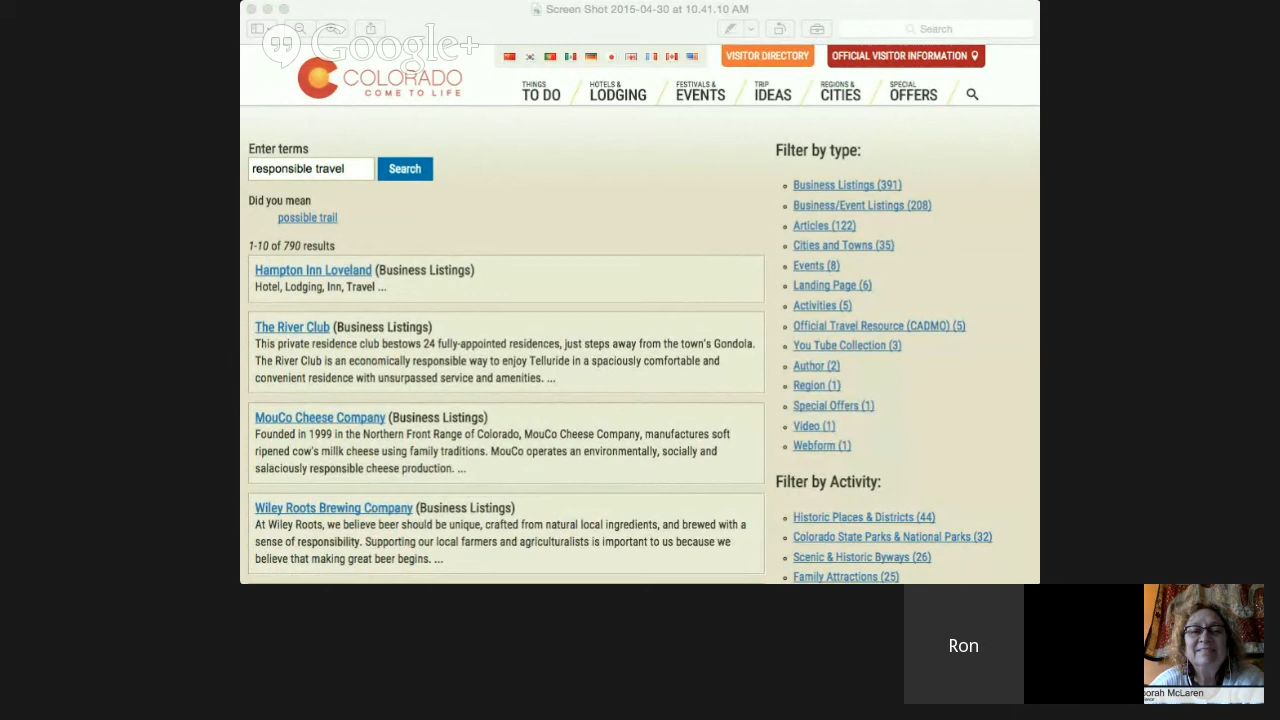 Screen Shot 2015-04-30 at 10.41.10 AM
Search
Google+
COLORADO
COME TO LIFE
VISITOR DIRECTORY
OFFICIAL VISITOR INFORMATION
THINGS
TO DO
HOTELS &
LODGING
FESTIVALS &
EVENTS
TRIP
IDEAS
REGIONS &
CITIES
SPECIAL
OFFERS
Enter terms
responsible travel
Search
Did you mean
possible trail
1-10 of 790 results
Hampton Inn Loveland (Business Listings)
Hotel, Lodging, Inn, Travel ...
The River Club (Business Listings)
This private residence club bestows 24 fully-appointed residences, just steps away from the town's Gondola.
The River Club is an economically responsible way to enjoy Telluride in a spaciously comfortable and
convenient residence with unsurpassed service and amenities. ...
MouCo Cheese Company (Business Listings)
Founded in 1999 in the Northern Front Range of Colorado, MouCo Cheese Company, manufactures soft
ripened cow's milk cheese using family traditions. MouCo operates an environmentally, socially and
salaciously responsible cheese production. ...
Wiley Roots Brewing Company (Business Listings)
At Wiley Roots, we believe beer should be unique, crafted from natural local ingredients, and brewed with a
sense of responsibility. Supporting our local farmers and agriculturalists is important to us because we
believe that making great beer begins. ...
Filter by type:
Business Listings (391)
Business/Event Listings (208)
Articles (122)
Cities and Towns (35)
Events (8)
Landing Page (6)
Activities (5)
Official Travel Resource (CADMO) (5)
You Tube Collection (3)
Author (2)
Region (1)
Special Offers (1)
Video (1)
Webform (1)
Filter by Activity:
Historic Places & Districts (44)
Colorado State Parks & National Parks (32)
Scenic & Historic Byways (26)
Family Attractions (25)
Ron
orah McLaren